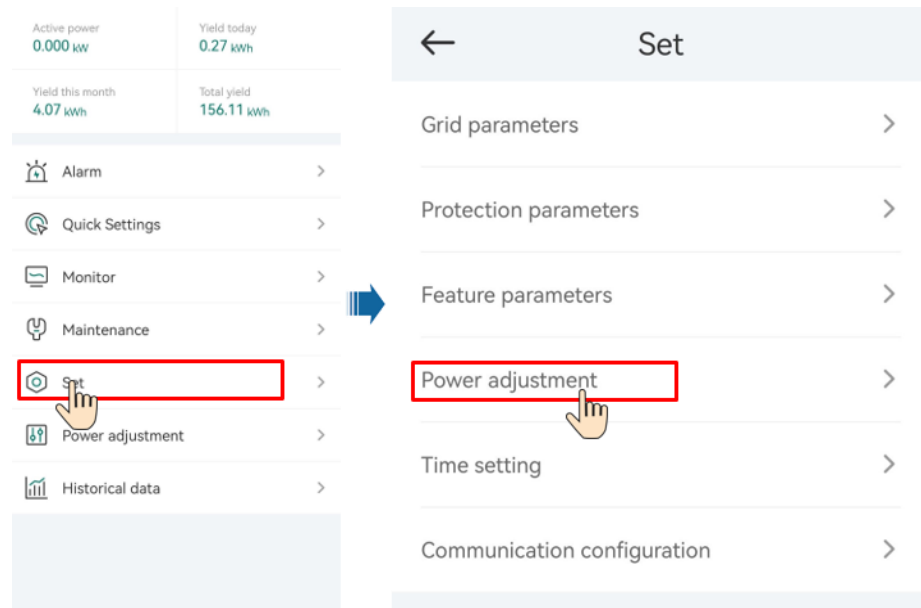 Active power
0.000 kW
Yield today
0.27 kWh
Yield this month
4.07 kWh
Total yield
156.11 kWh
Alarm
Quick Settings
Monitor
Maintenance
Set
Power adjustment
Historical data
Set
Grid parameters
Protection parameters
Feature parameters
Power adjustment
Time setting
Communication configuration